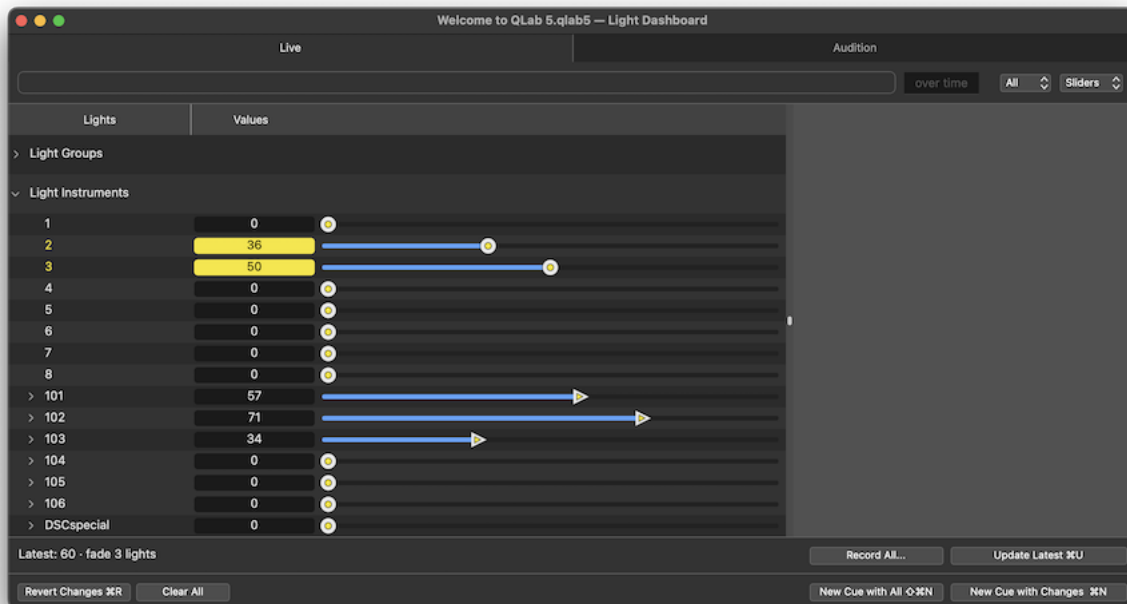 Welcome to QLab 5.qlab5 — Light Dashboard
Live Audition
over time All Sliders
Lights Values
Light Groups
Light Instruments
1 0
2 36
3 50
4 0
5 0
6 0
7 0
8 0
101 57
102 71
103 34
104 0
105 0
106 0
DSCspecial 0
Latest: 60 · fade 3 lights Record All... Update Latest ⌘U
Revert Changes ⌘R Clear All New Cue with All ⇧⌘N New Cue with Changes ⌘N